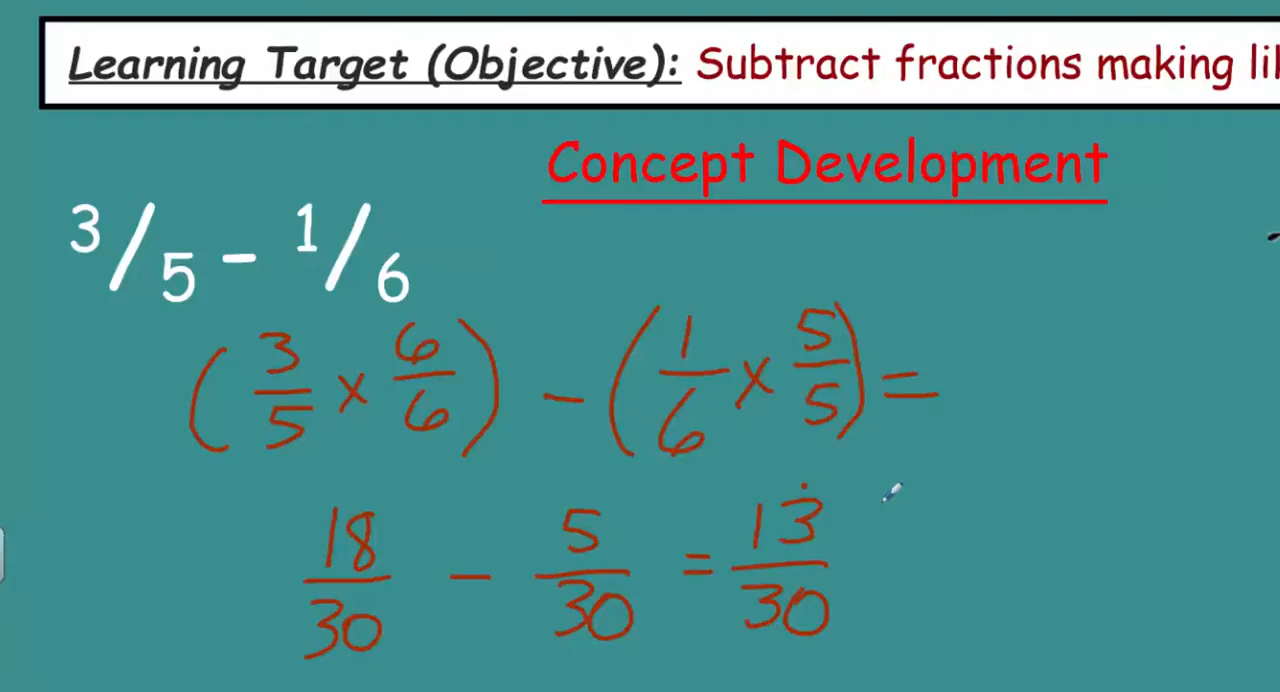 Learning Target (Objective): Subtract fractions making li
Concept Development
3/5 - 1/6
(3/5 x 6/6) - (1/6 x 5/5) =
18/30 - 5/30 = 13/30